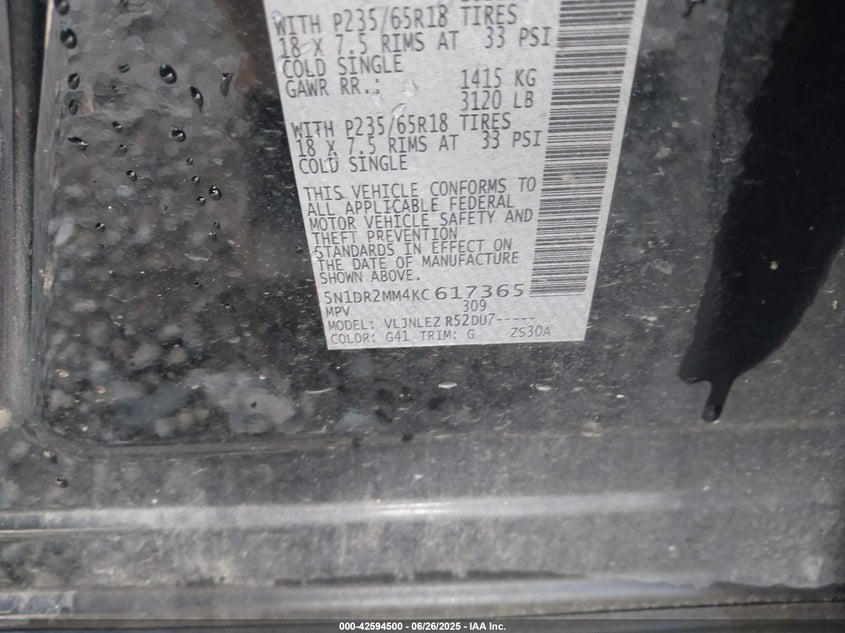 WITH P235/65R18 TIRES
18 X 7.5 RIMS AT 33 PSI
COLD SINGLE
GAWR RR.: 1415 KG
3120 LB
WITH P235/65R18 TIRES
18 X 7.5 RIMS AT 33 PSI
COLD SINGLE
THIS VEHICLE CONFORMS TO
ALL APPLICABLE FEDERAL
MOTOR VEHICLE SAFETY AND
THEFT PREVENTION
STANDARDS IN EFFECT ON
THE DATE OF MANUFACTURE
SHOWN ABOVE.
5N1DR2MM4KC617365
MPV 309
MODEL: VLJNLEZ R52DU7-----
COLOR: G41 TRIM: G ZS30A
000-42594500 - 06/26/2025 - IAA Inc.